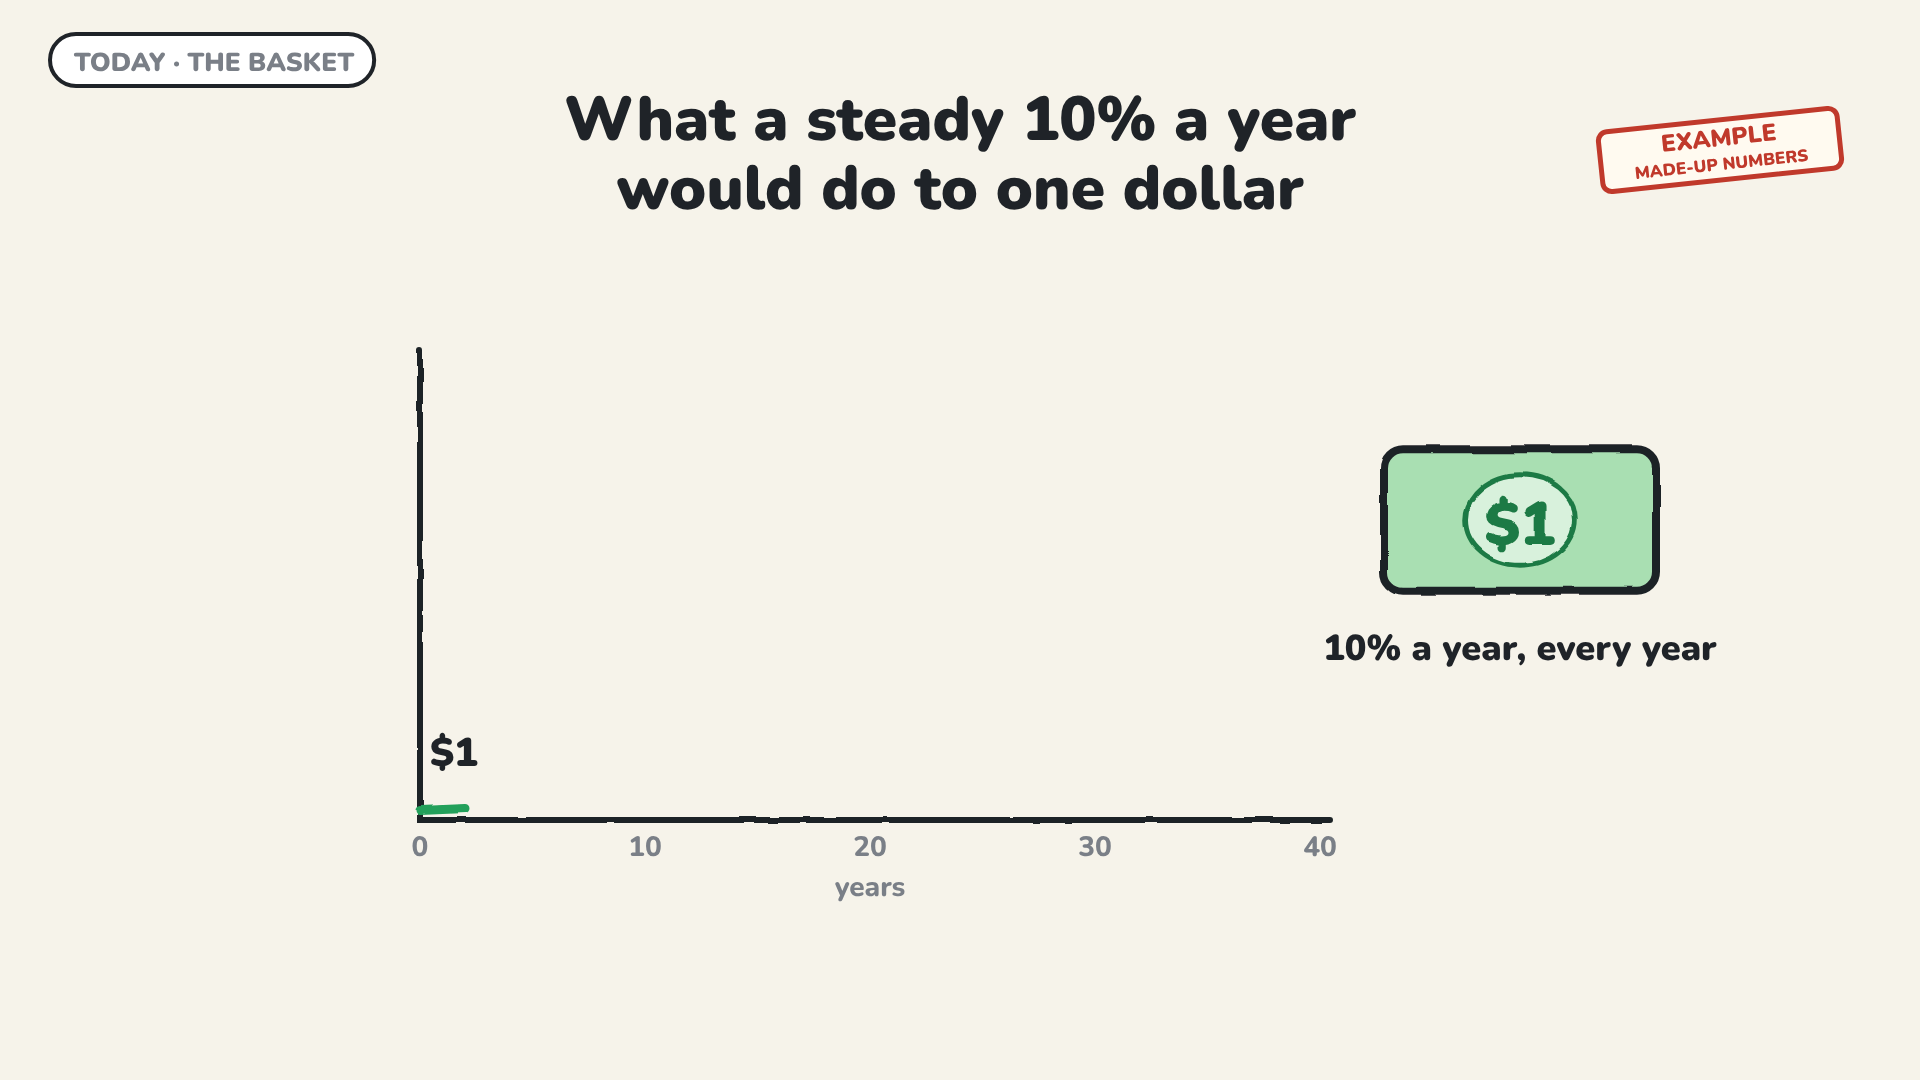 TODAY · THE BASKET
What a steady 10% a year
would do to one dollar
EXAMPLE
MADE-UP NUMBERS
$1
10% a year, every year
$1
0 10 20 30 40
years